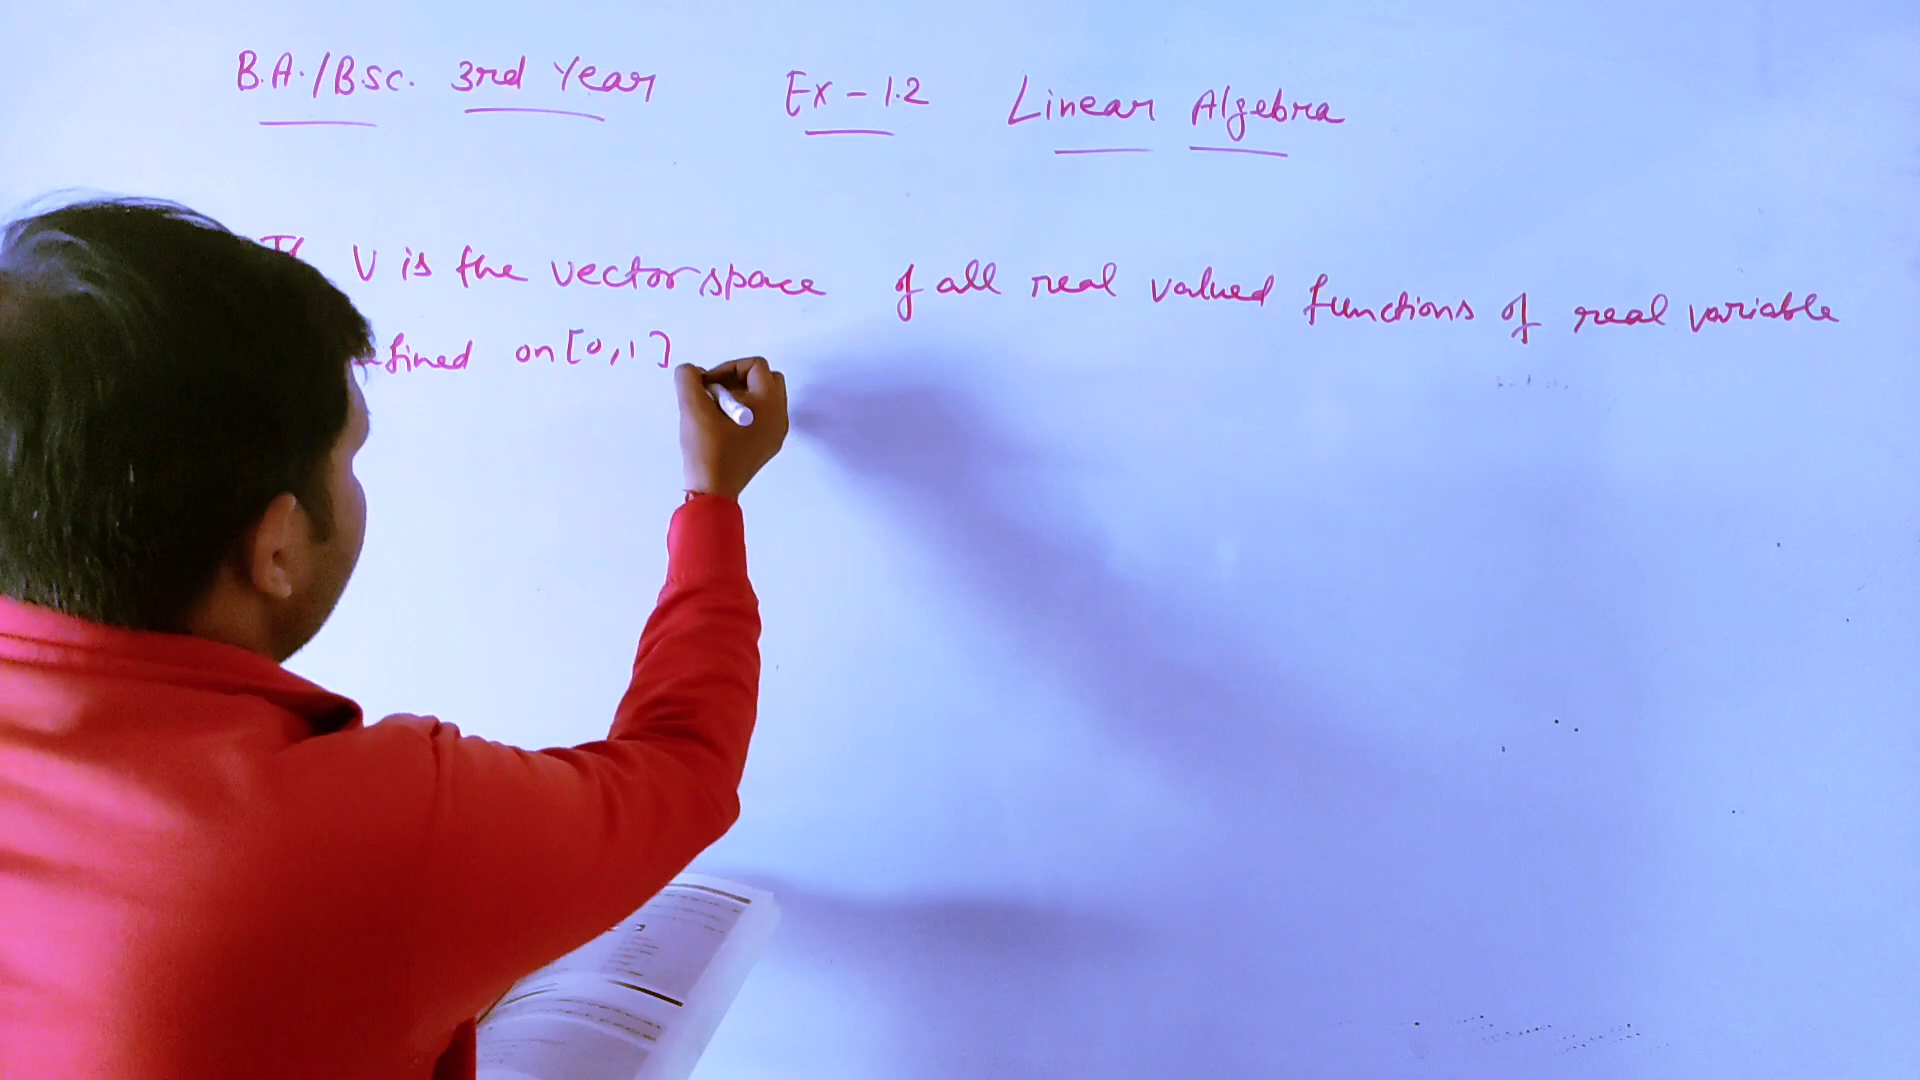 B.A./B.sc. 3rd Year Ex - 1.2 Linear Algebra
If V is the vector space of all real valued functions of real variable
fined on [0,1]